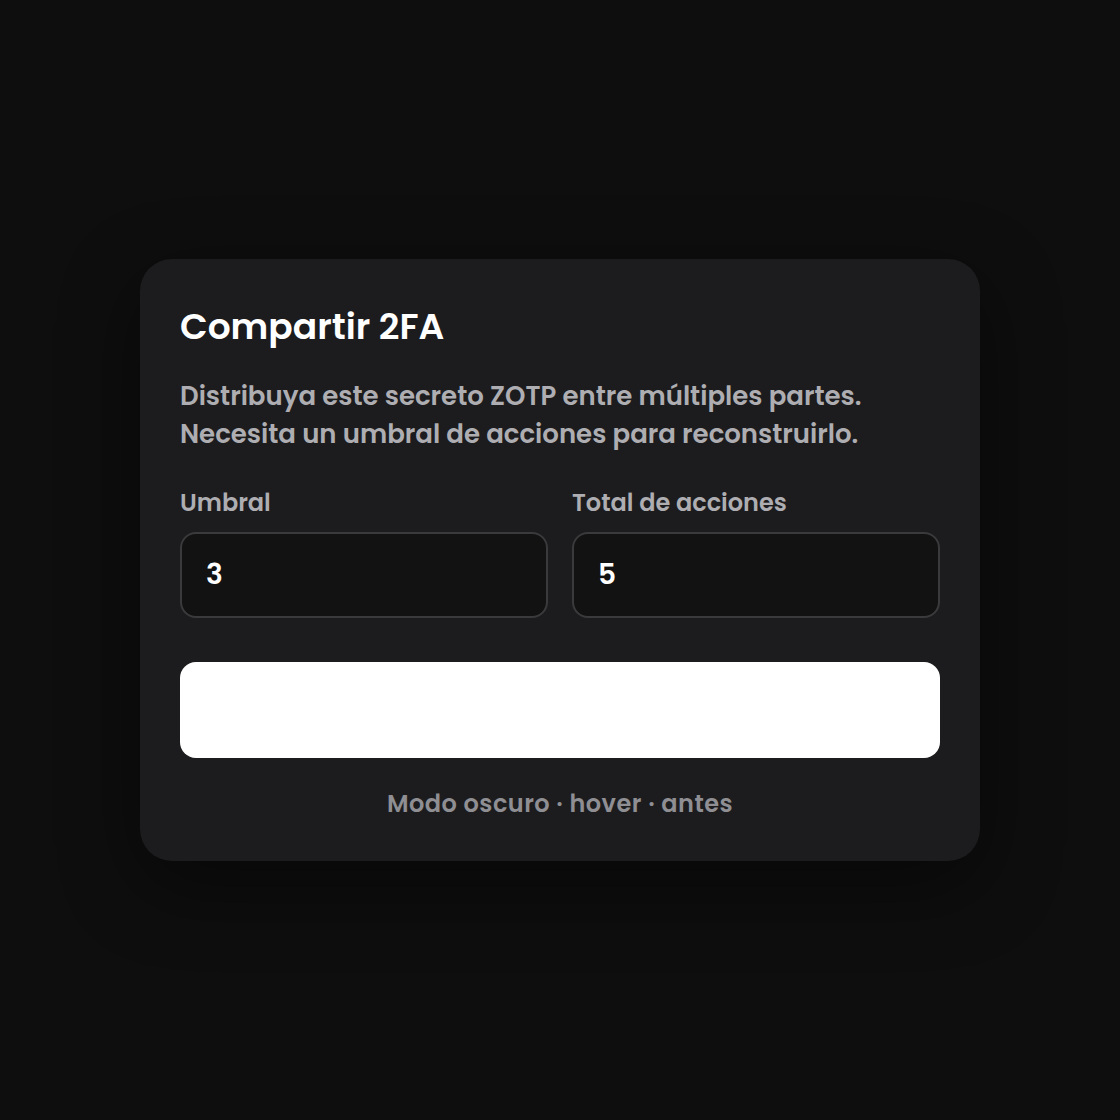 Compartir 2FA
Distribuya este secreto ZOTP entre múltiples partes.
Necesita un umbral de acciones para reconstruirlo.
Umbral
Total de acciones
3
5
Modo oscuro · hover · antes